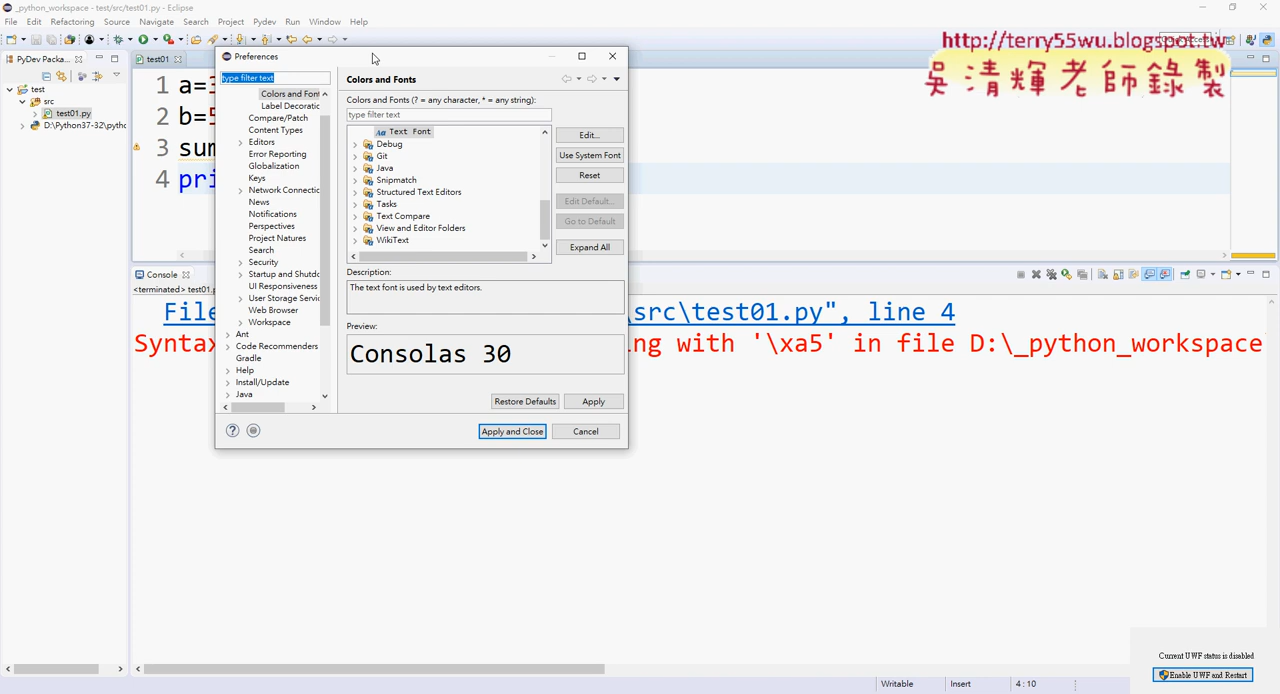 _python_workspace - test/src/test01.py - Eclipse
File Edit Refactoring Source Navigate Search Project Pydev Run Window Help
http://terry55wu.blogspot.tw
吳清輝老師錄製
PyDev Packa...
test
src
test01.py
D:\Python37-32\pytho
test01
1 a=3
2 b=5
3 sum
4 pri
Preferences
type filter text
Colors and Font
Label Decoratic
Compare/Patch
Content Types
Editors
Error Reporting
Globalization
Keys
Network Connectic
News
Notifications
Perspectives
Project Natures
Search
Security
Startup and Shutdo
UI Responsiveness
User Storage Servic
Web Browser
Workspace
Ant
Code Recommenders
Gradle
Help
Install/Update
Java
Colors and Fonts
Colors and Fonts (? = any character, * = any string):
type filter text
Aa Text Font
Debug
Git
Java
Snipmatch
Structured Text Editors
Tasks
Text Compare
View and Editor Folders
WikiText
Edit...
Use System Font
Reset
Edit Default...
Go to Default
Expand All
Description:
The text font is used by text editors.
Preview:
Consolas 30
Restore Defaults Apply
Apply and Close Cancel
Console
<terminated> test01.p
File \src\test01.py", line 4
Syntax ng with '\xa5' in file D:\_python_workspace
Current UWF status is disabled
Enable UWF and Restart
Writable Insert 4 : 10